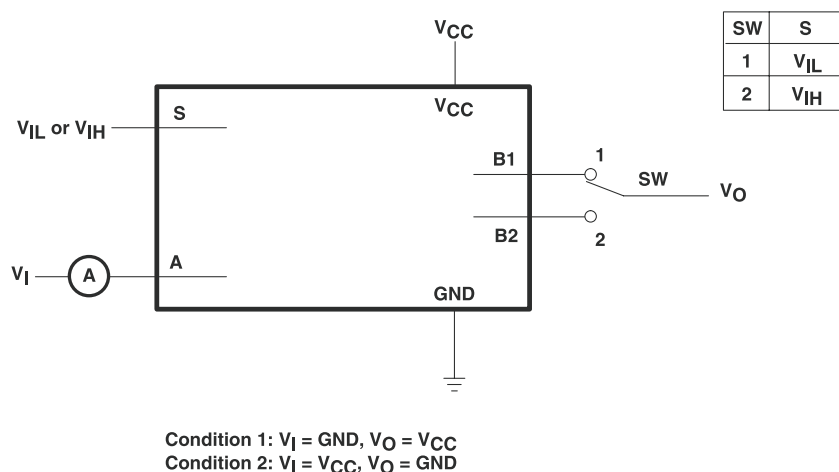 VCC
SW S
1 VIL
2 VIH
VCC
S
VIL or VIH
B1
1
SW
VO
B2
2
A
VI
A
GND
Condition 1: VI = GND, VO = VCC
Condition 2: VI = VCC, VO = GND